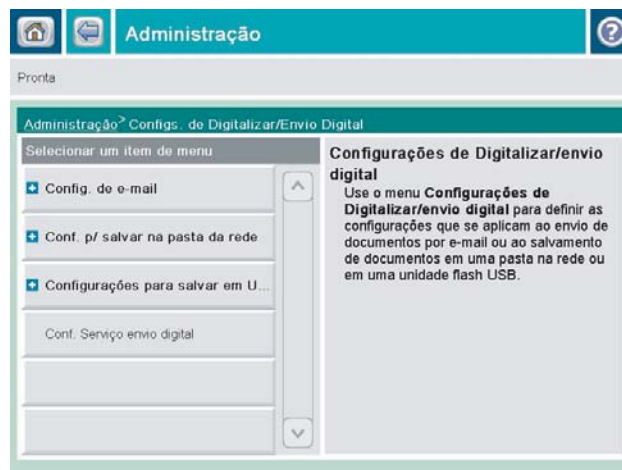 Administração
Pronta
Administração> Configs. de Digitalizar/Envio Digital
Selecionar um item de menu
Config. de e-mail
Conf. p/ salvar na pasta da rede
Configurações para salvar em U...
Conf. Serviço envio digital
Configurações de Digitalizar/envio
digital
Use o menu Configurações de
Digitalizar/envio digital para definir as
configurações que se aplicam ao envio de
documentos por e-mail ou ao salvamento
de documentos em uma pasta na rede ou
em uma unidade flash USB.